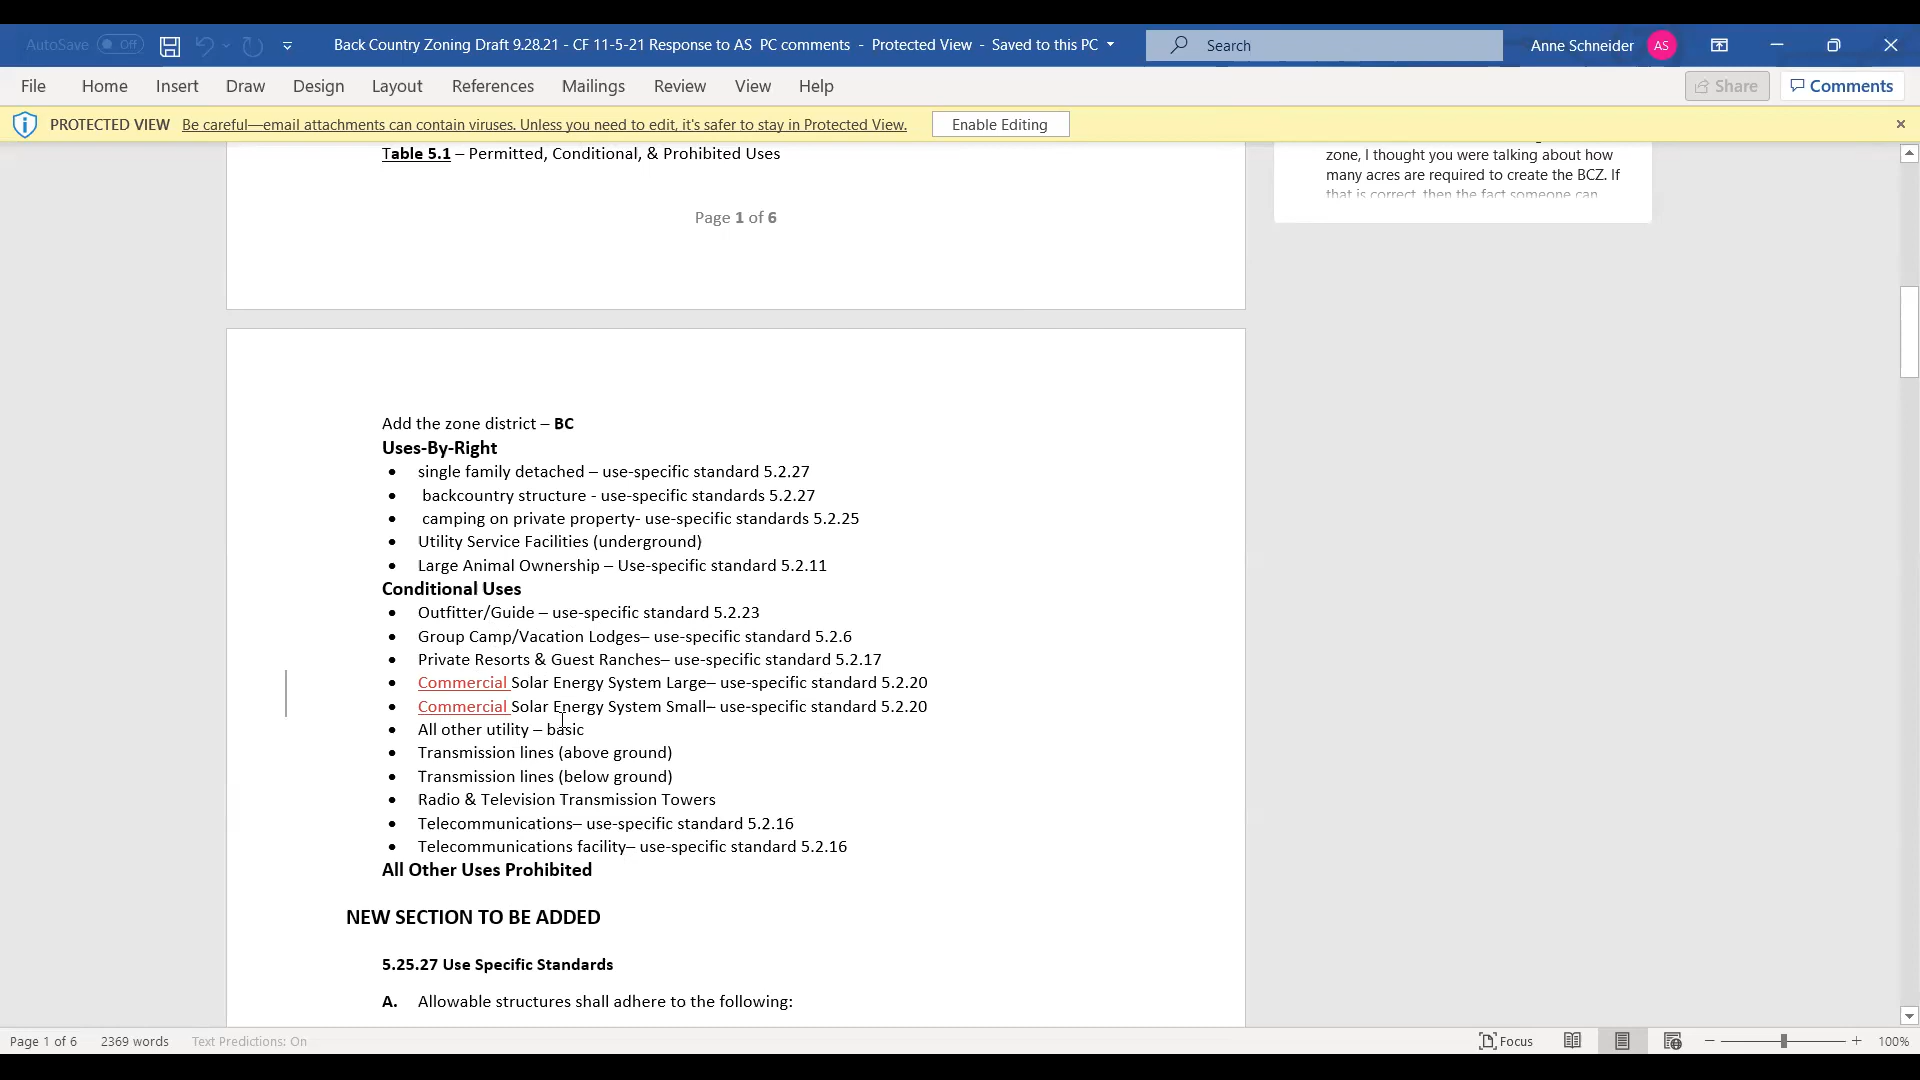 AutoSave Off
Back Country Zoning Draft 9.28.21 - CF 11-5-21 Response to AS PC comments - Protected View - Saved to this PC
Search
Anne Schneider AS
File Home Insert Draw Design Layout References Mailings Review View Help
Share Comments
PROTECTED VIEW Be careful—email attachments can contain viruses. Unless you need to edit, it's safer to stay in Protected View. Enable Editing
Table 5.1 – Permitted, Conditional, & Prohibited Uses
zone, I thought you were talking about how
many acres are required to create the BCZ. If
that is correct, then the fact someone can
Page 1 of 6
Add the zone district – BC
Uses-By-Right
• single family detached – use-specific standard 5.2.27
• backcountry structure - use-specific standards 5.2.27
• camping on private property- use-specific standards 5.2.25
• Utility Service Facilities (underground)
• Large Animal Ownership – Use-specific standard 5.2.11
Conditional Uses
• Outfitter/Guide – use-specific standard 5.2.23
• Group Camp/Vacation Lodges– use-specific standard 5.2.6
• Private Resorts & Guest Ranches– use-specific standard 5.2.17
• Commercial Solar Energy System Large– use-specific standard 5.2.20
• Commercial Solar Energy System Small– use-specific standard 5.2.20
• All other utility – basic
• Transmission lines (above ground)
• Transmission lines (below ground)
• Radio & Television Transmission Towers
• Telecommunications– use-specific standard 5.2.16
• Telecommunications facility– use-specific standard 5.2.16
All Other Uses Prohibited
NEW SECTION TO BE ADDED
5.25.27 Use Specific Standards
A. Allowable structures shall adhere to the following:
Page 1 of 6 2369 words Text Predictions: On
Focus
100%